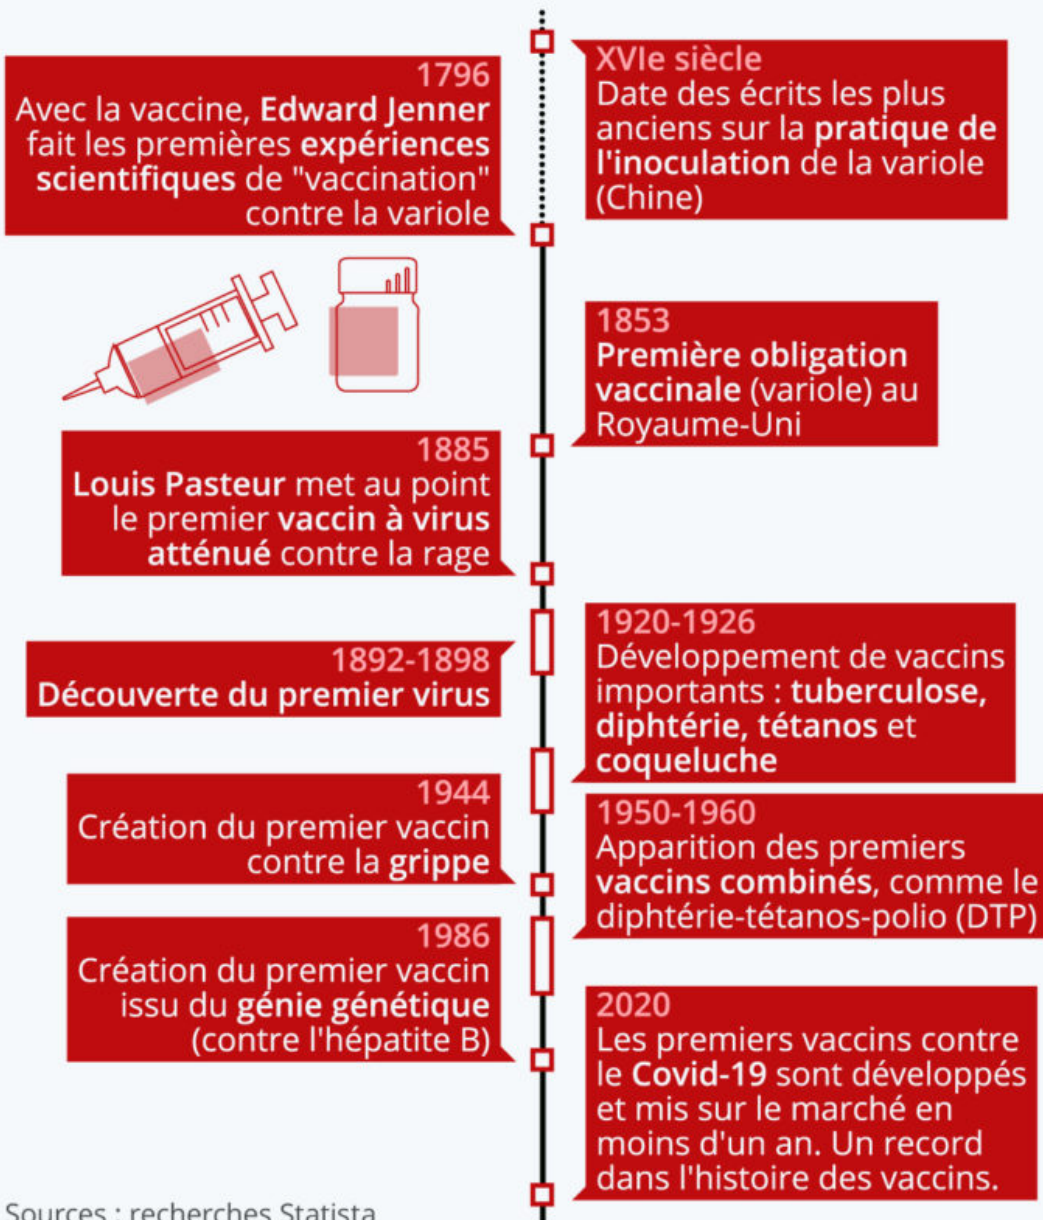 XVIe siècle
Date des écrits les plus
anciens sur la pratique de
l'inoculation de la variole
(Chine)
1796
Avec la vaccine, Edward Jenner
fait les premières expériences
scientifiques de "vaccination"
contre la variole
1853
Première obligation
vaccinale (variole) au
Royaume-Uni
1885
Louis Pasteur met au point
le premier vaccin à virus
atténué contre la rage
1892-1898
Découverte du premier virus
1920-1926
Développement de vaccins
importants : tuberculose,
diphtérie, tétanos et
coqueluche
1944
Création du premier vaccin
contre la grippe
1950-1960
Apparition des premiers
vaccins combinés, comme le
diphtérie-tétanos-polio (DTP)
1986
Création du premier vaccin
issu du génie génétique
(contre l'hépatite B)
2020
Les premiers vaccins contre
le Covid-19 sont développés
et mis sur le marché en
moins d'un an. Un record
dans l'histoire des vaccins.
Sources : recherches Statista